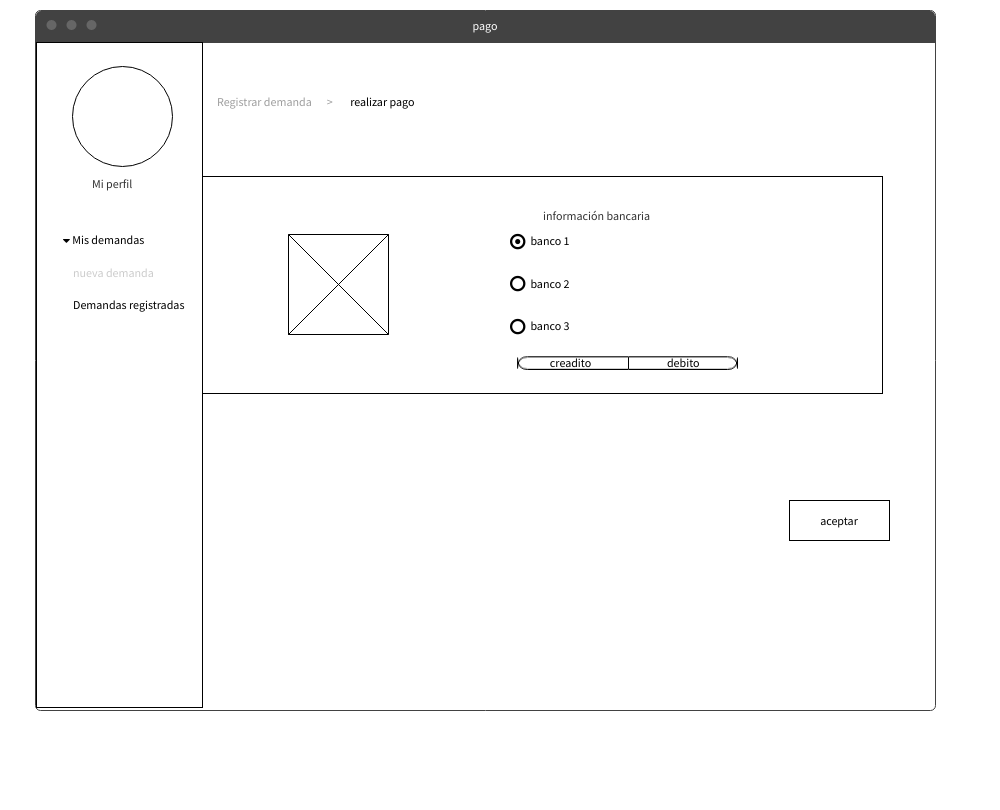 pago
Registrar demanda > realizar pago
Mi perfil
Mis demandas
nueva demanda
Demandas registradas
información bancaria
banco 1
banco 2
banco 3
creadito debito
aceptar